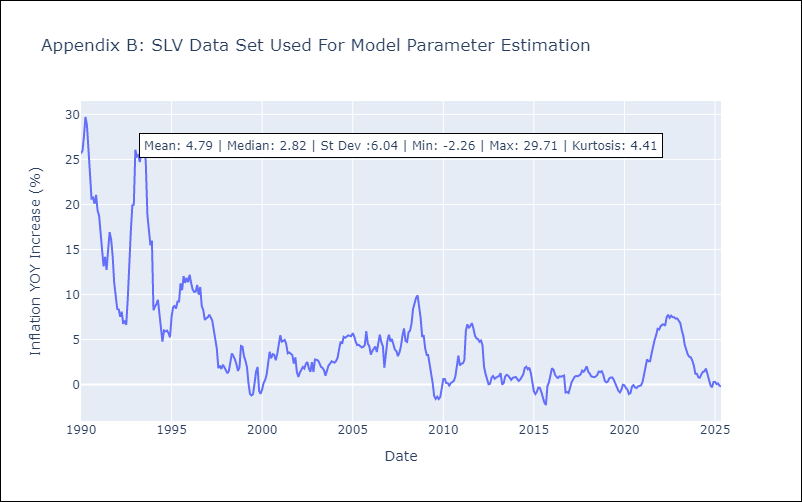 Appendix B: SLV Data Set Used For Model Parameter Estimation
30
Mean: 4.79 | Median: 2.82 | St Dev :6.04 | Min: -2.26 | Max: 29.71 | Kurtosis: 4.41
25
20
15
10
5
0
Inflation YOY Increase (%)
1990 1995 2000 2005 2010 2015 2020 2025
Date